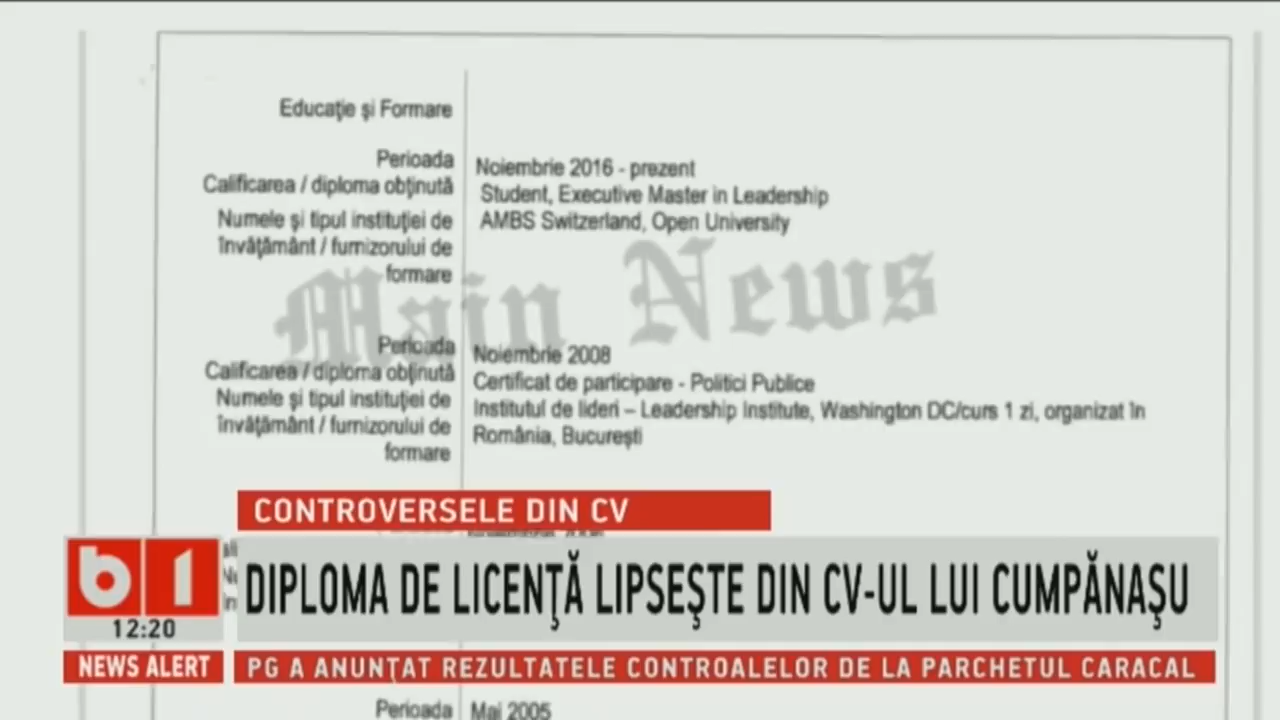 Educaţie şi Formare
Perioada
Noiembrie 2016 - prezent
Calificarea / diploma obţinută
Student, Executive Master in Leadership
Numele şi tipul instituţiei de
AMBS Switzerland, Open University
învăţământ / furnizorului de
formare
Main News
Perioada
Noiembrie 2008
Calificarea / diploma obţinută
Certificat de participare - Politici Publice
Numele şi tipul instituţiei de
Institutul de lideri – Leadership Institute, Washington DC/curs 1 zi, organizat în
învăţământ / furnizorului de
România, Bucureşti
formare
CONTROVERSELE DIN CV
b1
DIPLOMA DE LICENŢĂ LIPSEŞTE DIN CV-UL LUI CUMPĂNAŞU
12:20
NEWS ALERT
PG A ANUNŢAT REZULTATELE CONTROALELOR DE LA PARCHETUL CARACAL
Perioada
Mai 2005